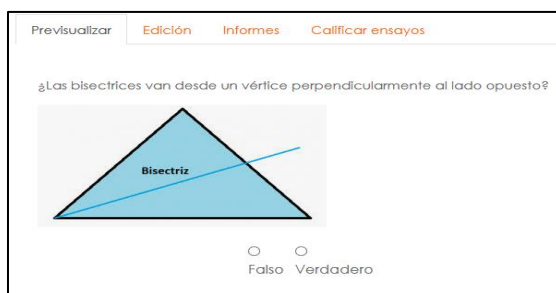 Previsualizar Edición Informes Calificar ensayos
¿Las bisectrices van desde un vértice perpendicularmente al lado opuesto?
Bisectriz
Falso Verdadero